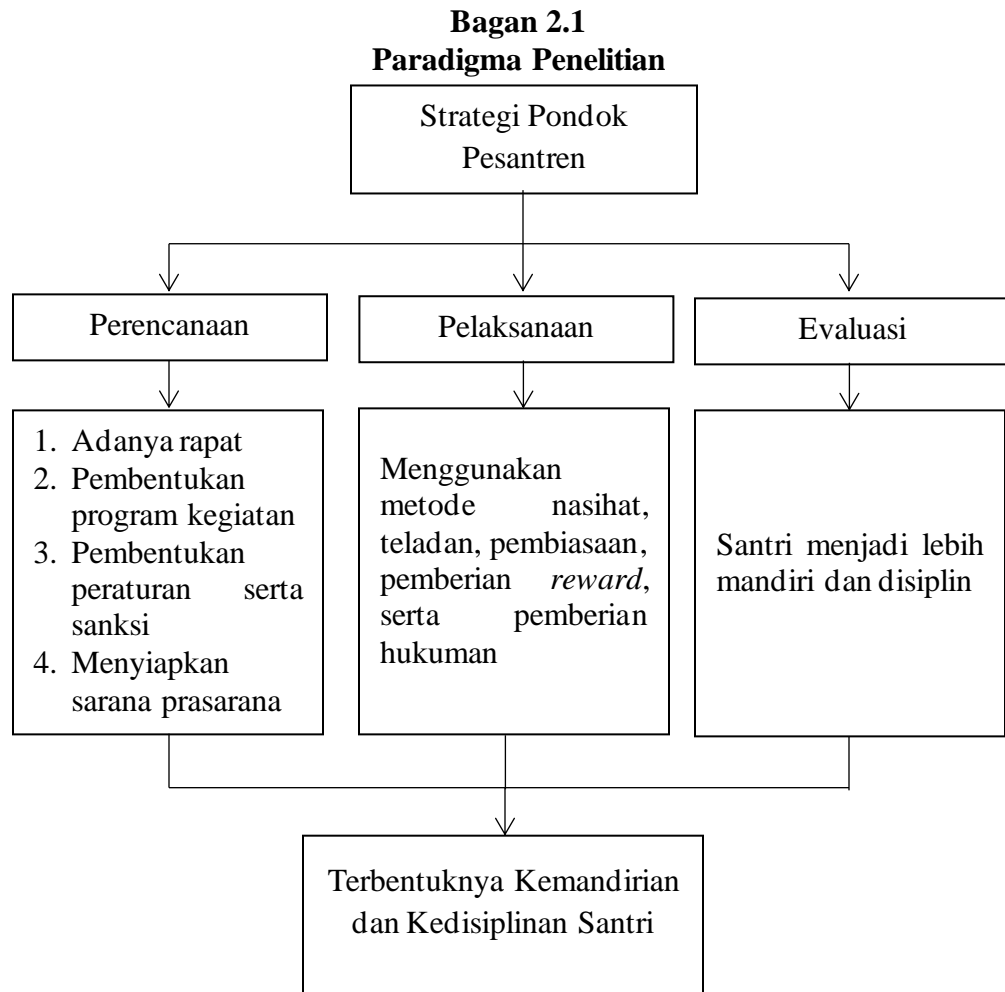 Bagan 2.1
Paradigma Penelitian
Strategi Pondok
Pesantren
Perencanaan
Pelaksanaan
Evaluasi
1. Adanya rapat
2. Pembentukan
program kegiatan
3. Pembentukan
peraturan serta
sanksi
4. Menyiapkan
sarana prasarana
Menggunakan
metode nasihat,
teladan, pembiasaan,
pemberian reward,
serta pemberian
hukuman
Santri menjadi lebih
mandiri dan disiplin
Terbentuknya Kemandirian
dan Kedisiplinan Santri